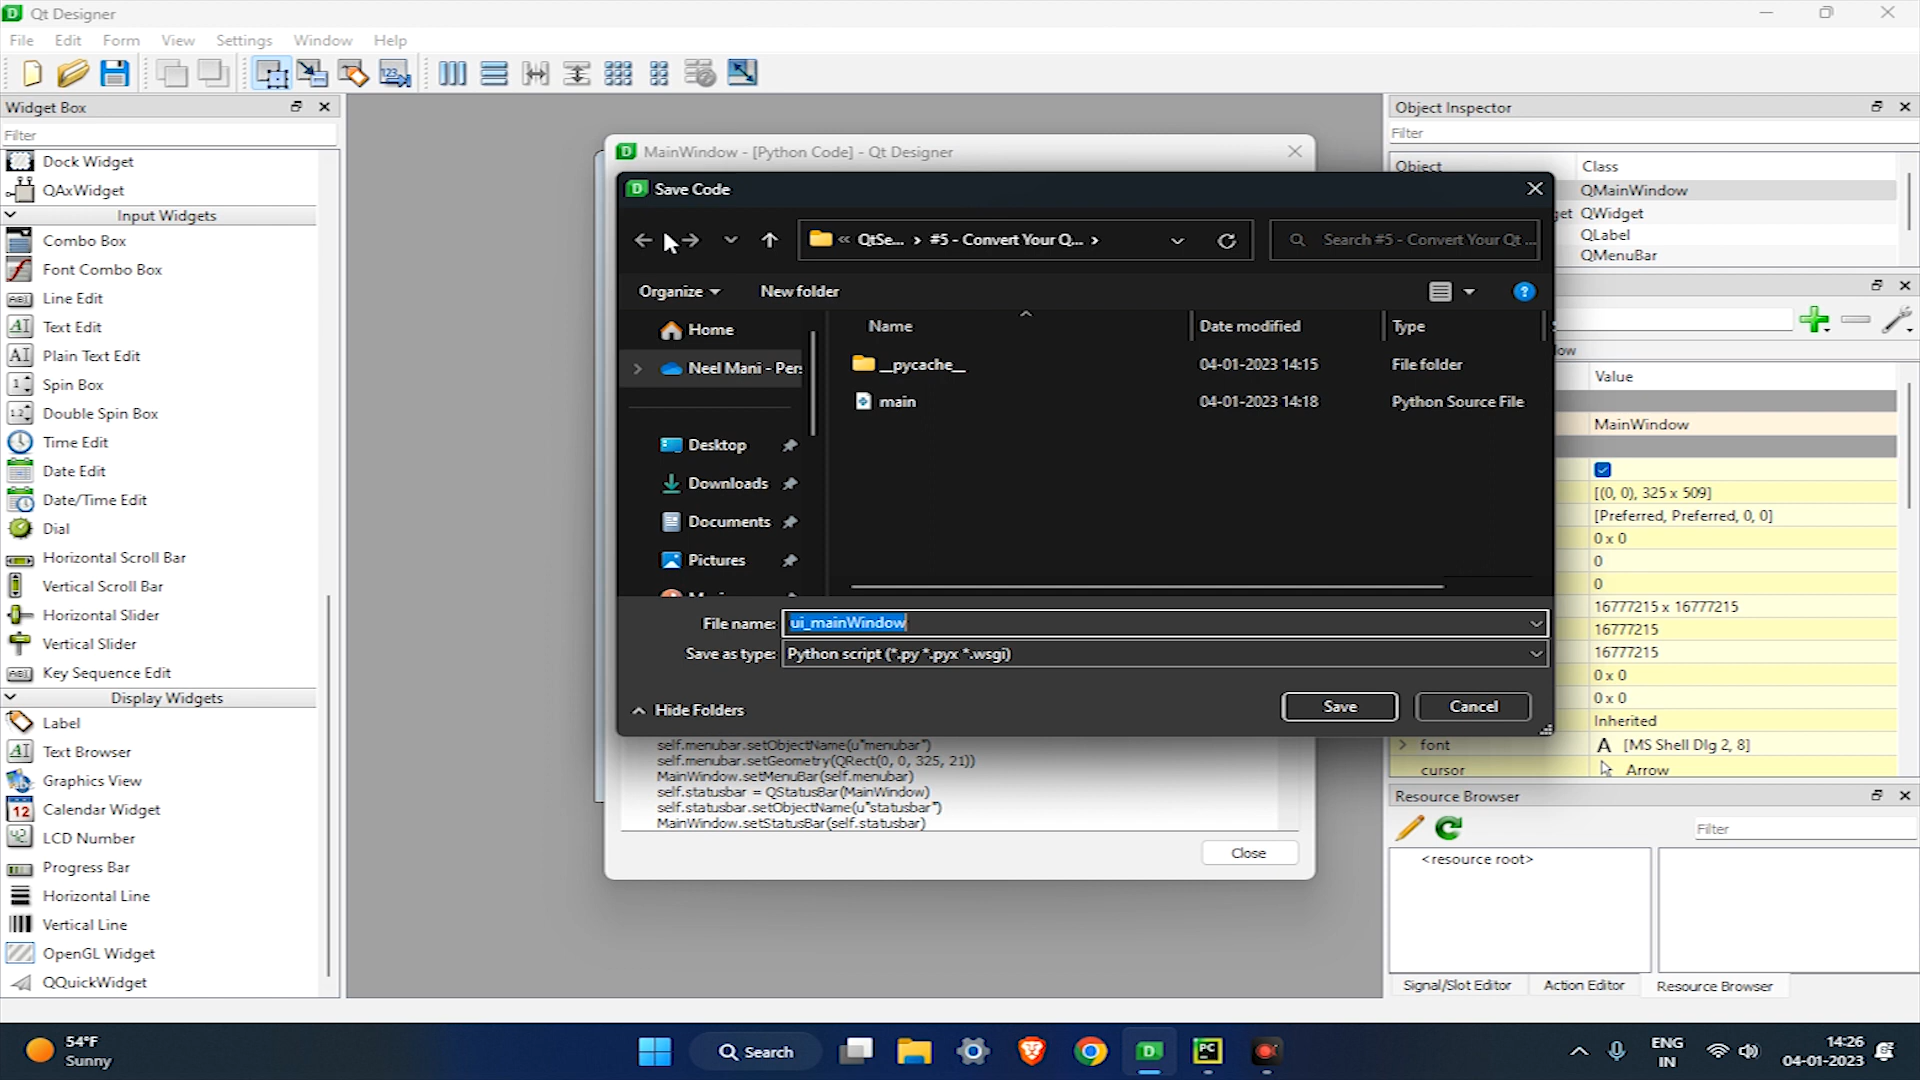 Qt Designer
File Edit Form View Settings Window Help
Widget Box
Filter
Dock Widget
QAxWidget
Input Widgets
Combo Box
Font Combo Box
Line Edit
Text Edit
Plain Text Edit
Spin Box
Double Spin Box
Time Edit
Date Edit
Date/Time Edit
Dial
Horizontal Scroll Bar
Vertical Scroll Bar
Horizontal Slider
Vertical Slider
Key Sequence Edit
Display Widgets
Label
Text Browser
Graphics View
Calendar Widget
LCD Number
Progress Bar
Horizontal Line
Vertical Line
OpenGL Widget
QQuickWidget
MainWindow - [Python Code] - Qt Designer
Save Code
« QtSe... › #5 - Convert Your Q... ›
Search #5 - Convert Your Qt ...
Organize
New folder
Home
Neel Mani - Pers
Desktop
Downloads
Documents
Pictures
Name Date modified Type
__pycache__ 04-01-2023 14:15 File folder
main 04-01-2023 14:18 Python Source File
File name: ui_mainWindow
Save as type: Python script (*.py *.pyx *.wsgi)
Hide Folders
Save
Cancel
self.menubar.setObjectName(u"menubar")
self.menubar.setGeometry(QRect(0, 0, 325, 21))
MainWindow.setMenuBar(self.menubar)
self.statusbar = QStatusBar(MainWindow)
self.statusbar.setObjectName(u"statusbar")
MainWindow.setStatusBar(self.statusbar)
Close
Object Inspector
Filter
Object Class
QMainWindow
QWidget
QLabel
QMenuBar
Value
MainWindow
[(0, 0), 325 x 509]
[Preferred, Preferred, 0, 0]
0 x 0
0
0
16777215 x 16777215
16777215
16777215
0 x 0
0 x 0
Inherited
font A [MS Shell Dlg 2, 8]
cursor Arrow
Resource Browser
Filter
<resource root>
Signal/Slot Editor Action Editor Resource Browser
54°F
Sunny
Search
ENG
IN
14:26
04-01-2023